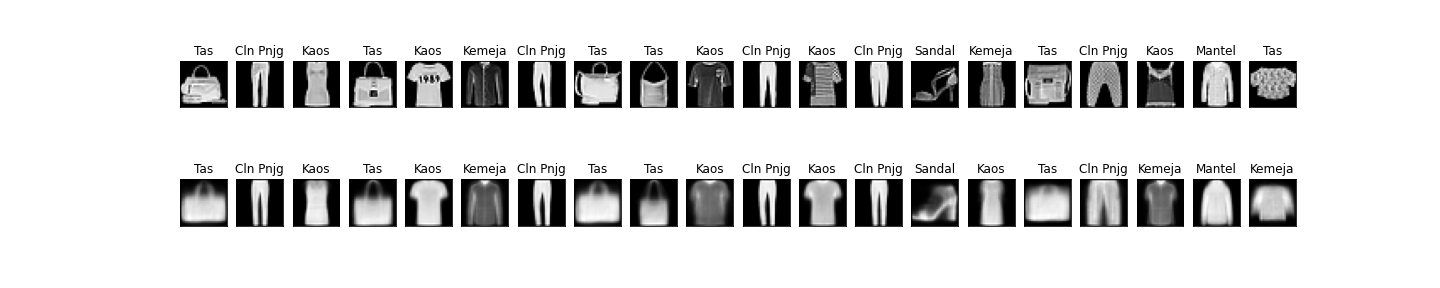 Tas Cln Pnjg Kaos Tas Kaos Kemeja Cln Pnjg Tas Tas Kaos Cln Pnjg Kaos Cln Pnjg Sandal Kemeja Tas Cln Pnjg Kaos Mantel Tas
1989
Tas Cln Pnjg Kaos Tas Kaos Kemeja Cln Pnjg Tas Tas Kaos Cln Pnjg Kaos Cln Pnjg Sandal Kaos Tas Cln Pnjg Kemeja Mantel Kemeja